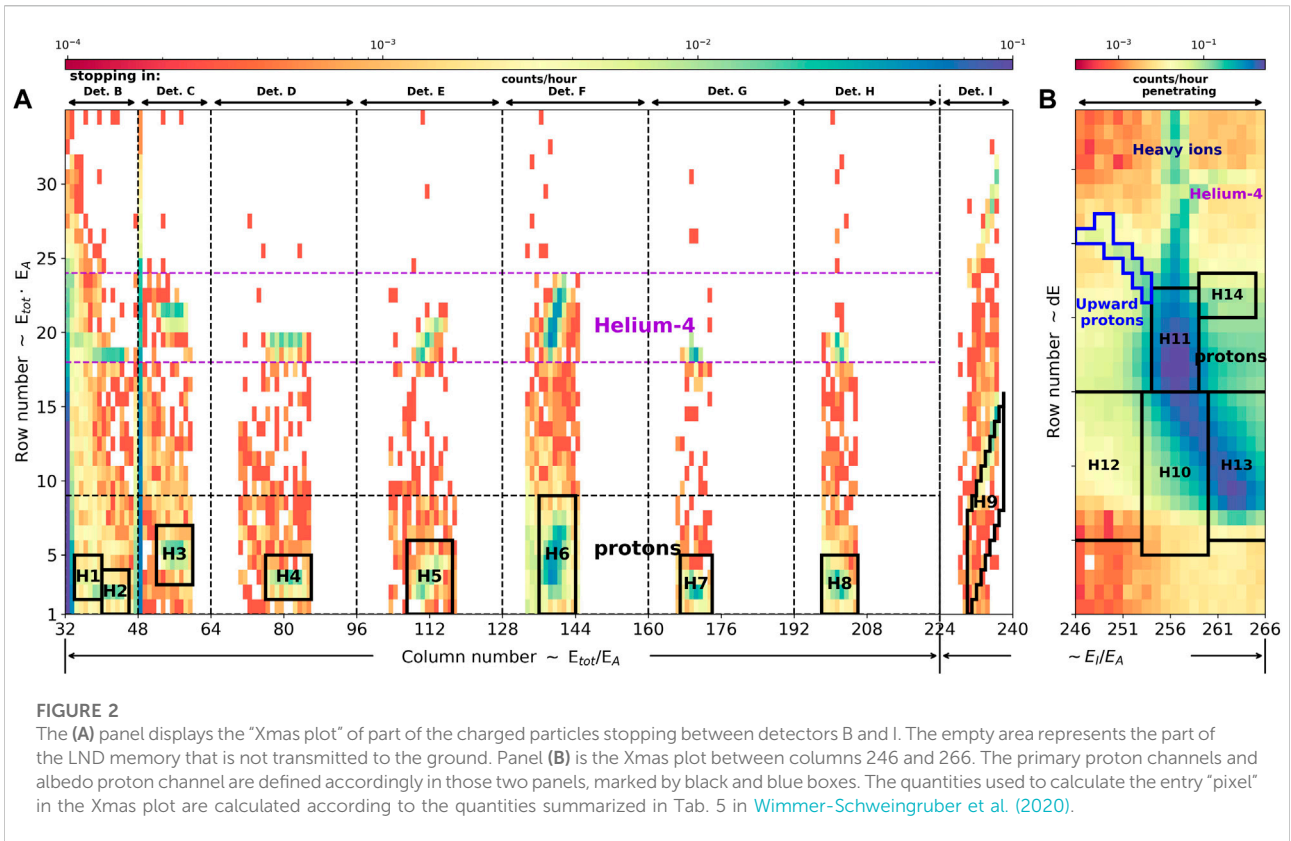 10⁻⁴ 10⁻³ 10⁻² 10⁻¹ 10⁻³ 10⁻¹
stopping in: counts/hour counts/hour
A Det. B Det. C Det. D Det. E Det. F Det. G Det. H Det. I B penetrating
Row number ~ E_tot · E_A
30
25
20
15
10
5
1
Helium-4
protons
H1
H2
H3
H4
H5
H6
H7
H8
H9
32 48 64 80 96 112 128 144 160 176 192 208 224 240
Column number ~ E_tot/E_A
Row number ~ dE
Heavy ions
Helium-4
Upward
protons
H14
H11
protons
H12
H10
H13
246 251 256 261 266
~ E_I/E_A
FIGURE 2
The (A) panel displays the “Xmas plot” of part of the charged particles stopping between detectors B and I. The empty area represents the part of
the LND memory that is not transmitted to the ground. Panel (B) is the Xmas plot between columns 246 and 266. The primary proton channels and
albedo proton channel are defined accordingly in those two panels, marked by black and blue boxes. The quantities used to calculate the entry “pixel”
in the Xmas plot are calculated according to the quantities summarized in Tab. 5 in Wimmer-Schweingruber et al. (2020).